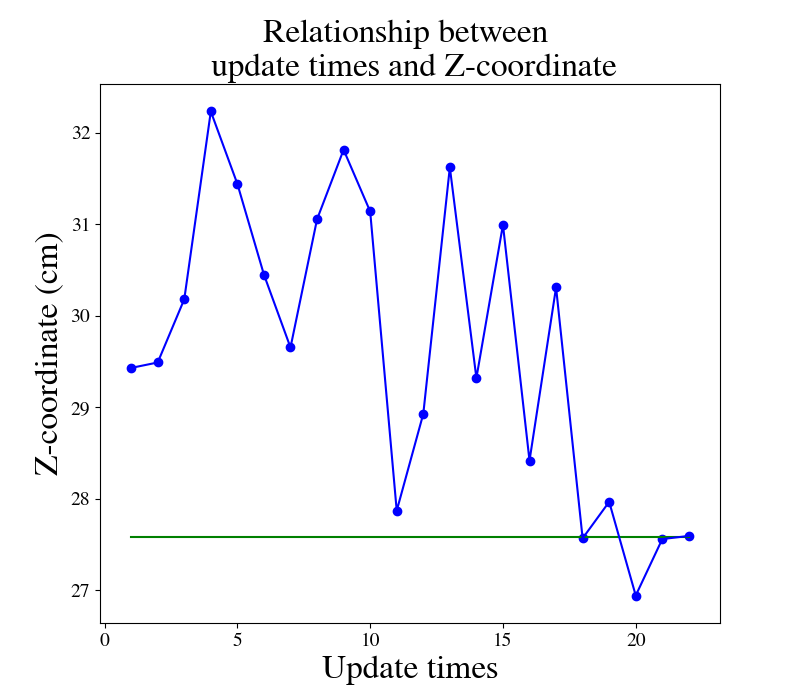 Relationship between
update times and Z-coordinate
Z-coordinate (cm)
32
31
30
29
28
27
0 5 10 15 20
Update times